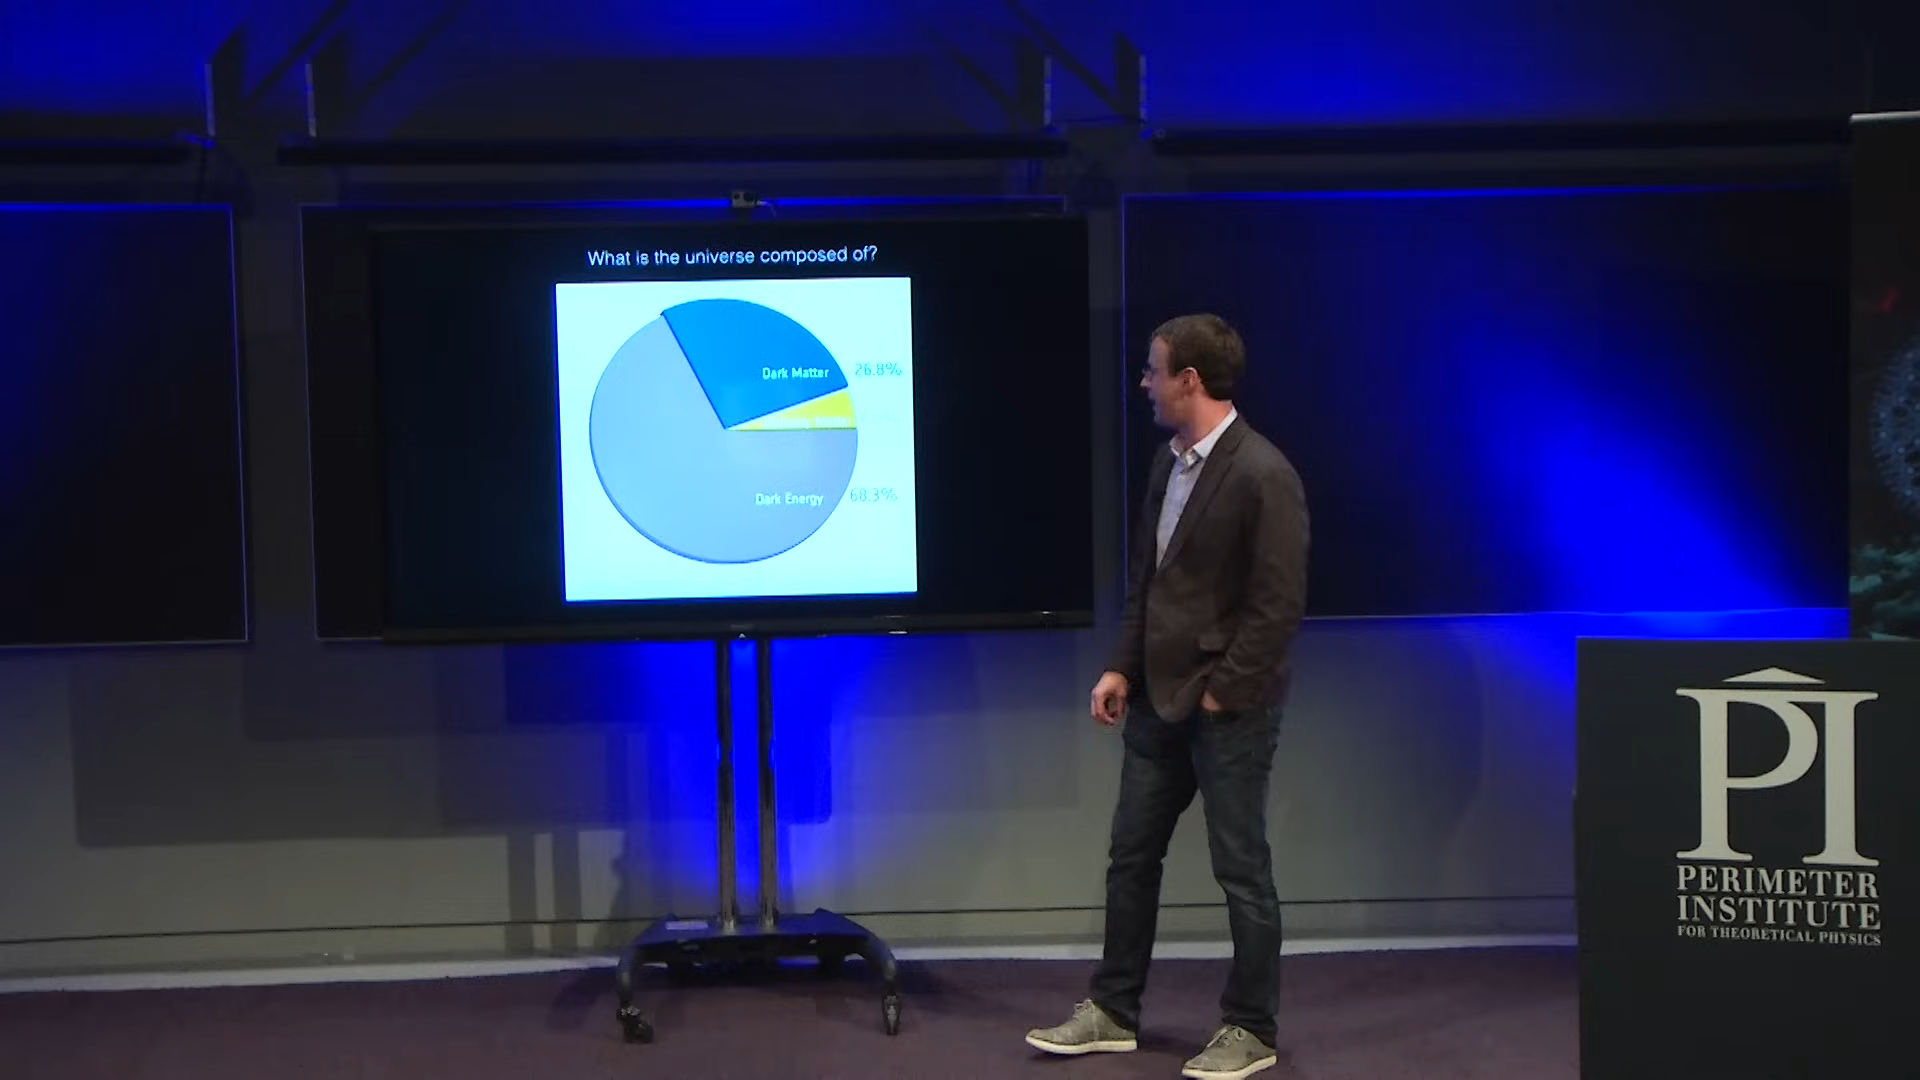 What is the universe composed of?
Dark Matter 26.8%
Dark Energy 68.3%
PI
PERIMETER
INSTITUTE
FOR THEORETICAL PHYSICS